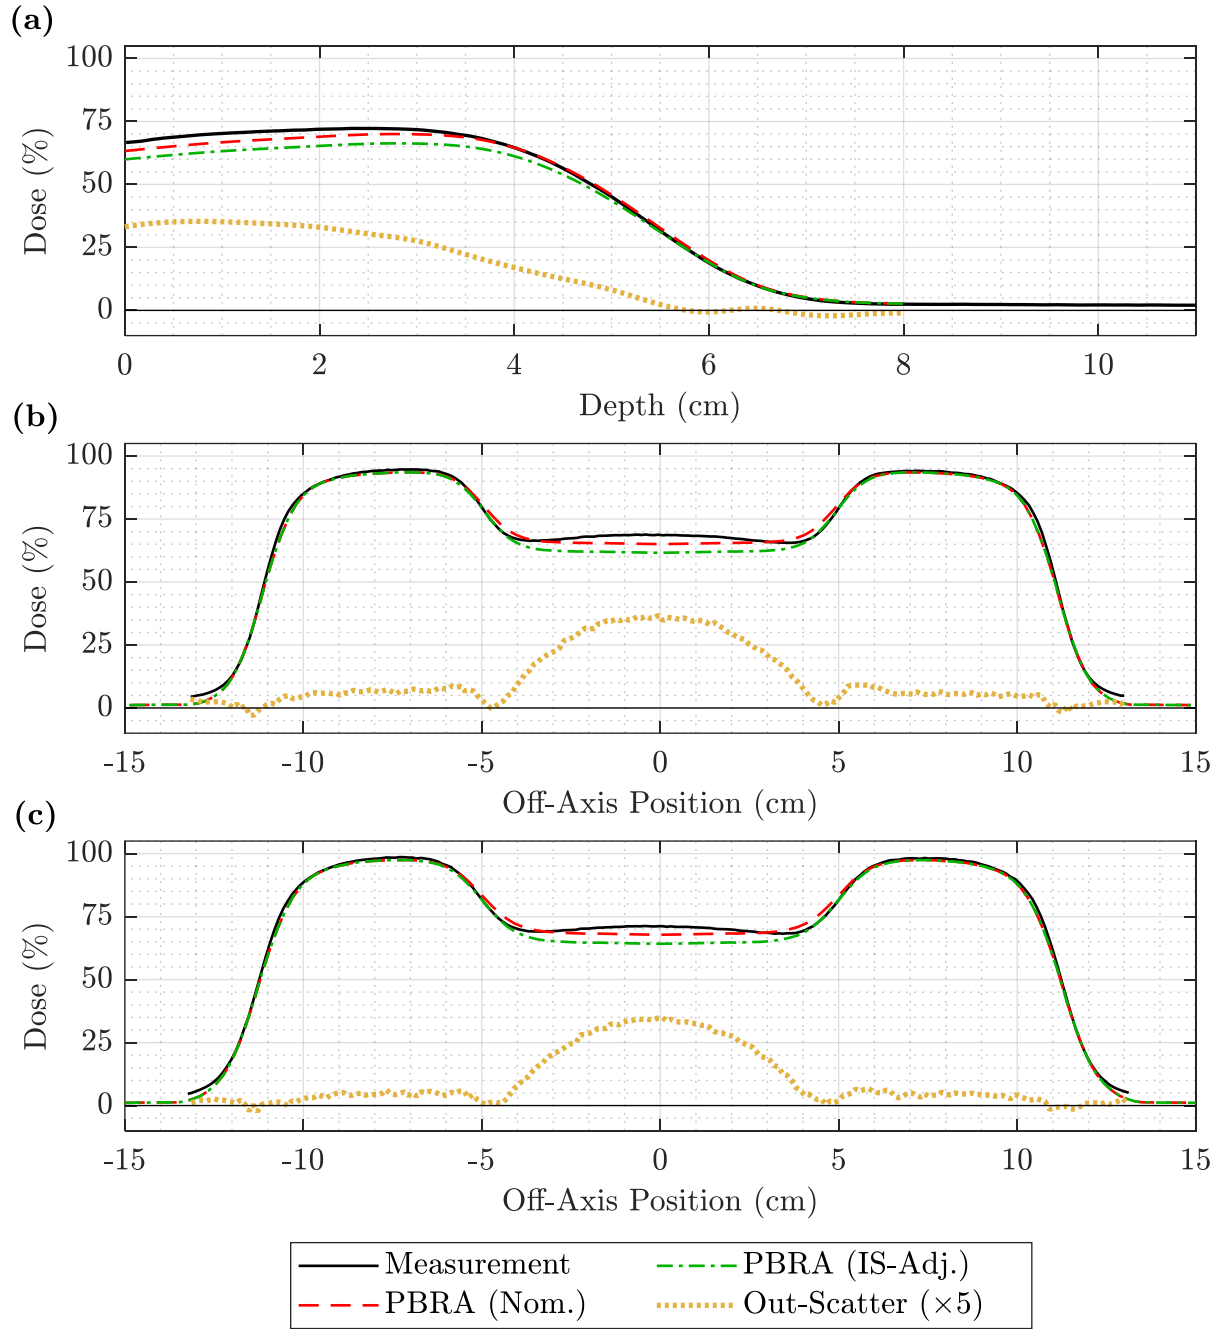 (a)
100
75
50
25
0
Dose (%)
0 2 4 6 8 10
Depth (cm)
(b)
100
75
50
25
0
Dose (%)
-15 -10 -5 0 5 10 15
Off-Axis Position (cm)
(c)
100
75
50
25
0
Dose (%)
-15 -10 -5 0 5 10 15
Off-Axis Position (cm)
Measurement PBRA (IS-Adj.)
PBRA (Nom.) Out-Scatter (×5)